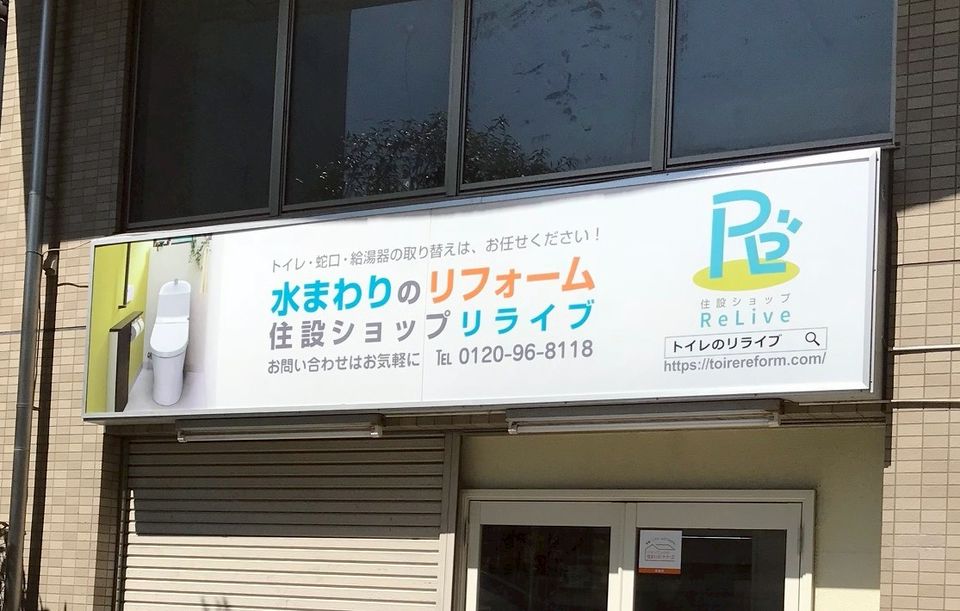 トイレ・蛇口・給湯器の取り替えは、お任せください！
水まわりのリフォーム
住設ショップリライブ
お問い合わせはお気軽に TEL 0120-96-8118
住設ショップ
ReLive
トイレのリライブ
https://toirereform.com/